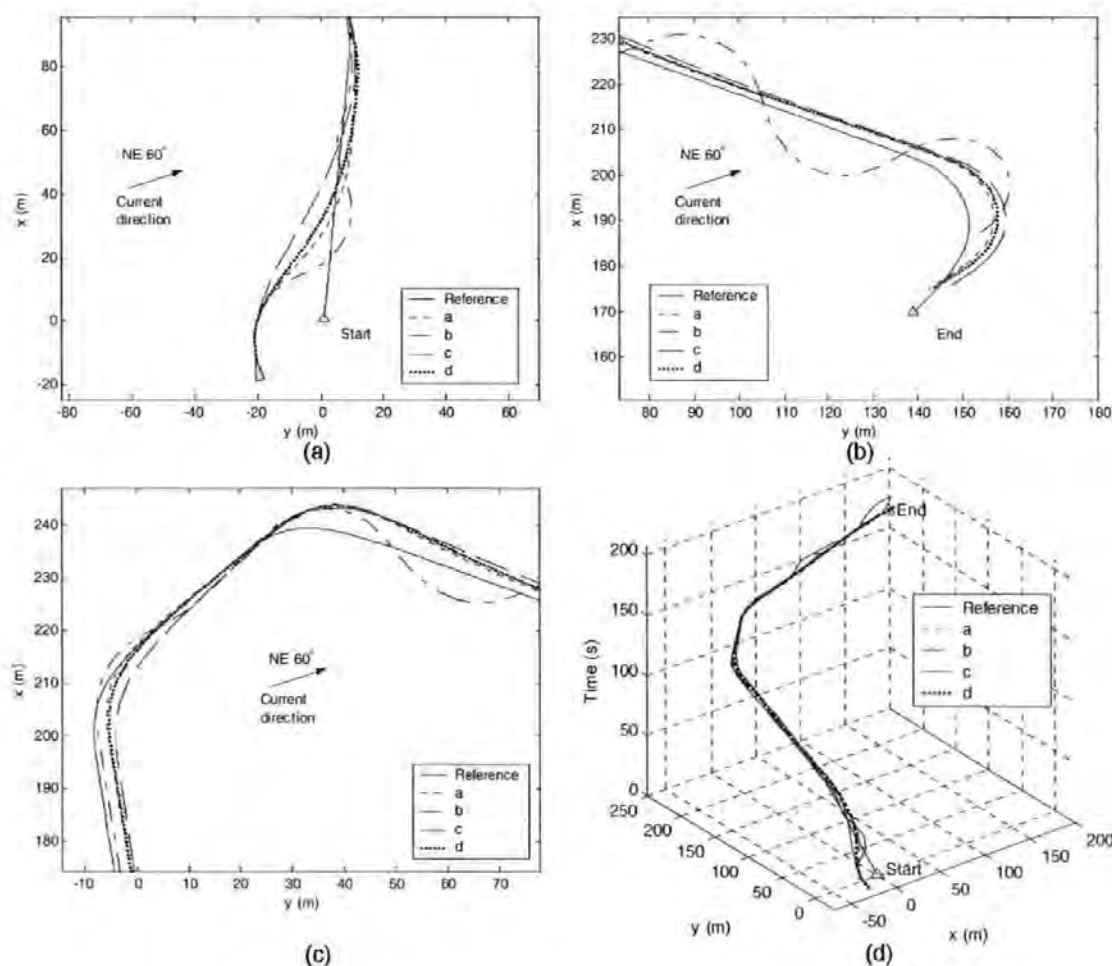 80
60
40
20
0
-20
-80
-60
-40
-20
0
20
40
60
x (m)
y (m)
NE 60°
Current
direction
Start
Reference
a
b
c
d
(a)
230
220
210
200
190
180
170
160
80
90
100
110
120
130
140
150
160
170
180
x (m)
y (m)
NE 60°
Current
direction
End
Reference
a
b
c
d
(b)
240
230
220
210
200
190
180
-10
0
10
20
30
40
50
60
70
x (m)
y (m)
NE 60°
Current
direction
Reference
a
b
c
d
(c)
200
150
100
50
0
Time (s)
250
200
150
100
50
0
y (m)
-50
0
50
100
150
200
x (m)
End
Start
Reference
a
b
c
d
(d)